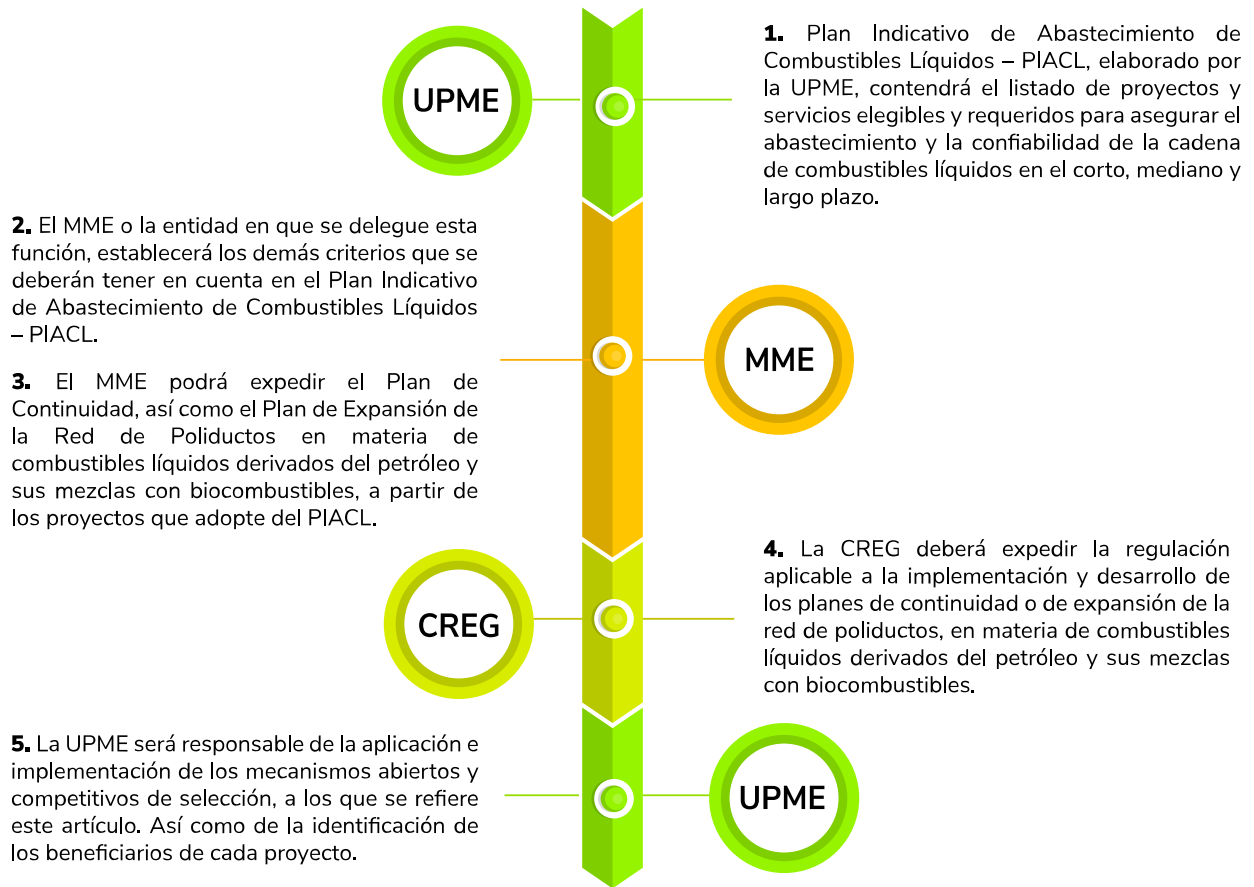 UPME
1. Plan Indicativo de Abastecimiento de
Combustibles Líquidos – PIACL, elaborado por
la UPME, contendrá el listado de proyectos y
servicios elegibles y requeridos para asegurar el
abastecimiento y la confiabilidad de la cadena
de combustibles líquidos en el corto, mediano y
largo plazo.
2. El MME o la entidad en que se delegue esta
función, establecerá los demás criterios que se
deberán tener en cuenta en el Plan Indicativo
de Abastecimiento de Combustibles Líquidos
– PIACL.
3. El MME podrá expedir el Plan de
Continuidad, así como el Plan de Expansión de
la Red de Poliductos en materia de
combustibles líquidos derivados del petróleo y
sus mezclas con biocombustibles, a partir de
los proyectos que adopte del PIACL.
MME
CREG
4. La CREG deberá expedir la regulación
aplicable a la implementación y desarrollo de
los planes de continuidad o de expansión de la
red de poliductos, en materia de combustibles
líquidos derivados del petróleo y sus mezclas
con biocombustibles.
5. La UPME será responsable de la aplicación e
implementación de los mecanismos abiertos y
competitivos de selección, a los que se refiere
este artículo. Así como de la identificación de
los beneficiarios de cada proyecto.
UPME